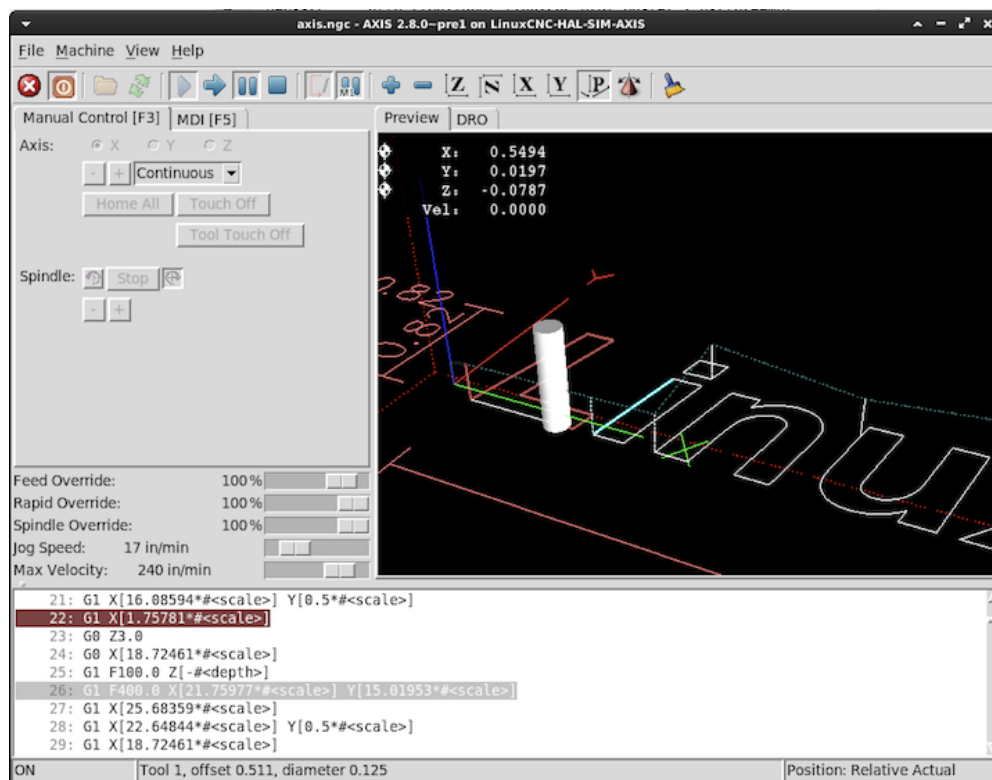 axis.ngc - AXIS 2.8.0~pre1 on LinuxCNC-HAL-SIM-AXIS
File Machine View Help
Z N X Y P
Manual Control [F3] MDI [F5]
Preview DRO
Axis: X Y Z
- + Continuous
Home All Touch Off
Tool Touch Off
Spindle: Stop
- +
X: 0.5494
Y: 0.0197
Z: -0.0787
Vel: 0.0000
Feed Override: 100 %
Rapid Override: 100 %
Spindle Override: 100 %
Jog Speed: 17 in/min
Max Velocity: 240 in/min
21: G1 X[16.08594*#<scale>] Y[0.5*#<scale>]
22: G1 X[1.75781*#<scale>]
23: G0 Z3.0
24: G0 X[18.72461*#<scale>]
25: G1 F100.0 Z[-#<depth>]
26: G1 F400.0 X[21.75977*#<scale>] Y[15.01953*#<scale>]
27: G1 X[25.68359*#<scale>]
28: G1 X[22.64844*#<scale>] Y[0.5*#<scale>]
29: G1 X[18.72461*#<scale>]
ON Tool 1, offset 0.511, diameter 0.125 Position: Relative Actual